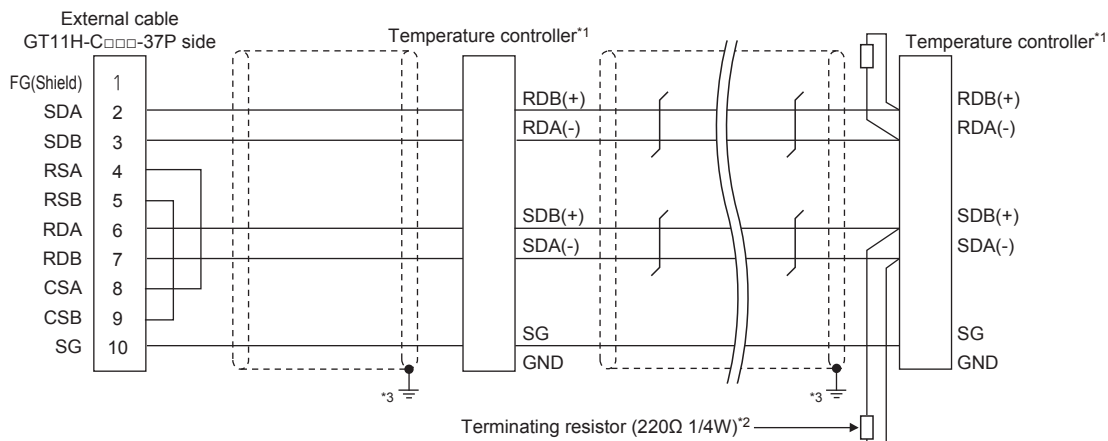 External cable
GT11H-C□□□-37P side
Temperature controller*1
Temperature controller*1
FG(Shield) 1
SDA 2
SDB 3
RSA 4
RSB 5
RDA 6
RDB 7
CSA 8
CSB 9
SG 10
RDB(+)
RDA(-)
SDB(+)
SDA(-)
SG
GND
RDB(+)
RDA(-)
SDB(+)
SDA(-)
SG
GND
*3
*3
Terminating resistor (220Ω 1/4W)*2